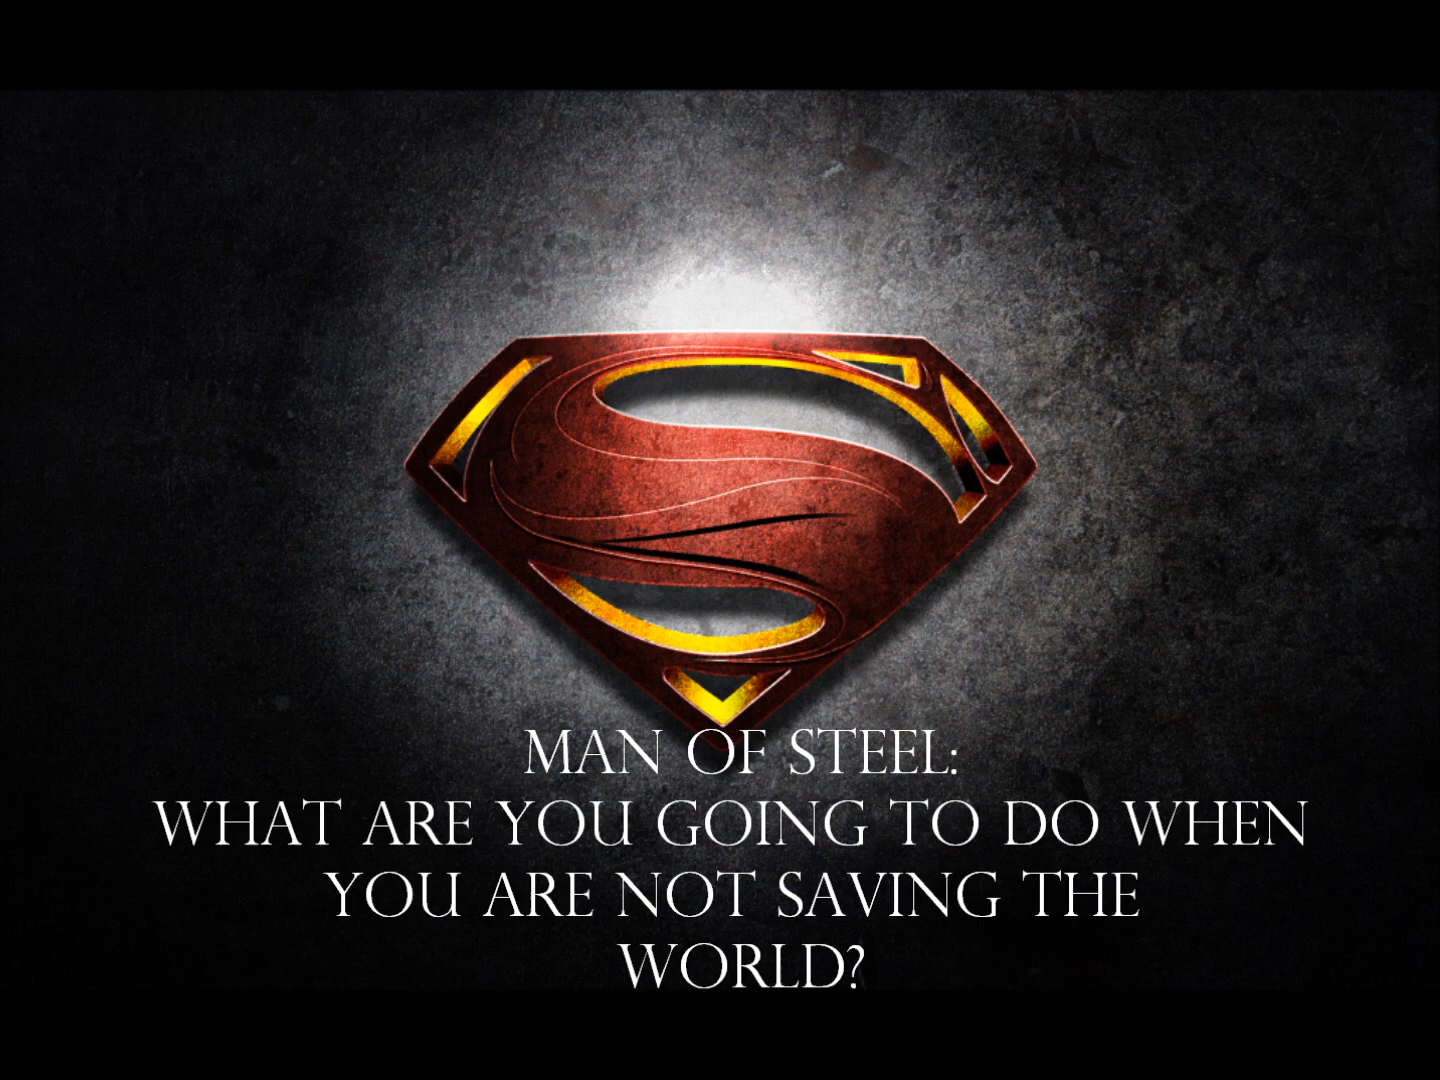 MAN OF STEEL:
WHAT ARE YOU GOING TO DO WHEN
YOU ARE NOT SAVING THE
WORLD?